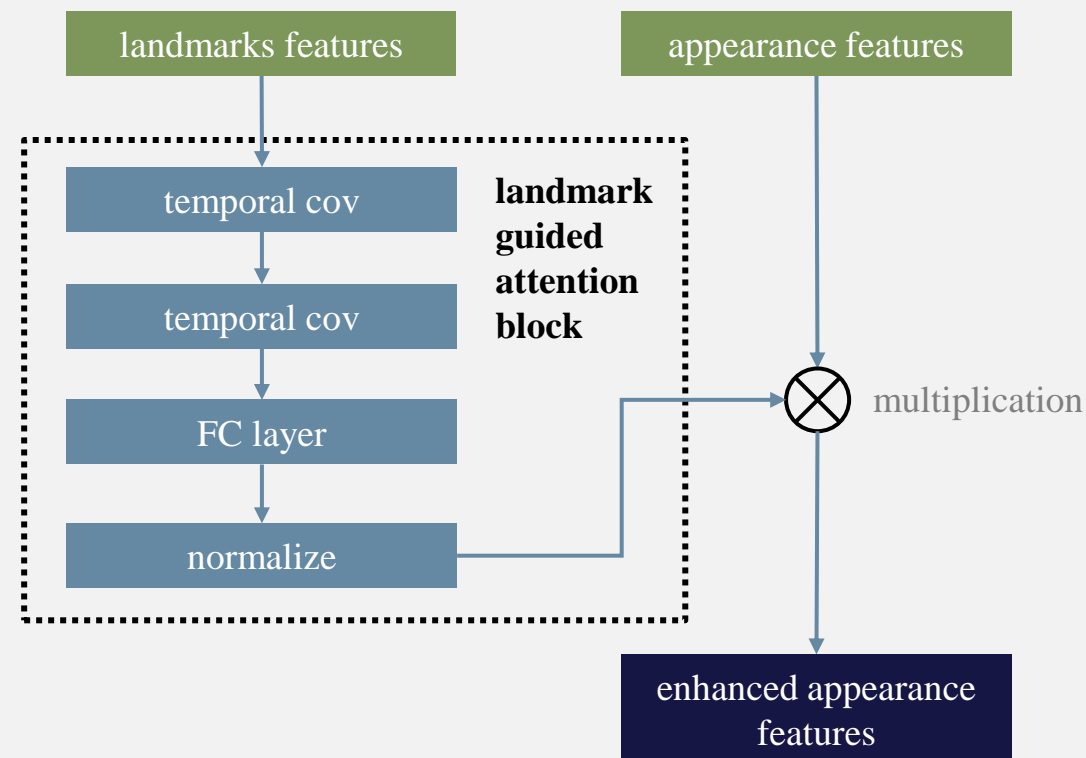 landmarks features
appearance features
temporal cov
landmark
guided
attention
block
temporal cov
FC layer
multiplication
normalize
enhanced appearance
features